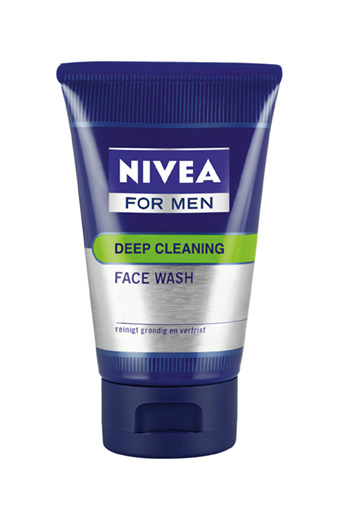 NIVEA
FOR MEN
DEEP CLEANING
FACE WASH
reinigt grondig en verfrist